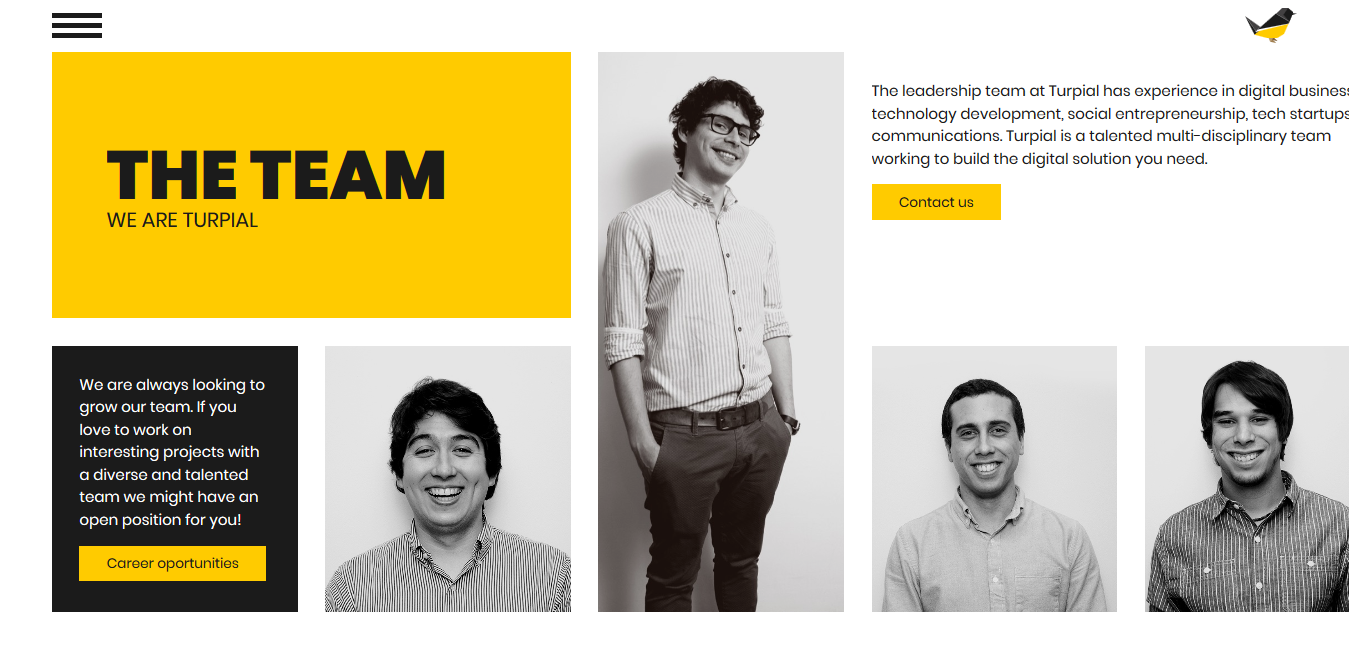 THE TEAM
WE ARE TURPIAL
The leadership team at Turpial has experience in digital business
technology development, social entrepreneurship, tech startups
communications. Turpial is a talented multi-disciplinary team
working to build the digital solution you need.
Contact us
We are always looking to
grow our team. If you
love to work on
interesting projects with
a diverse and talented
team we might have an
open position for you!
Career oportunities